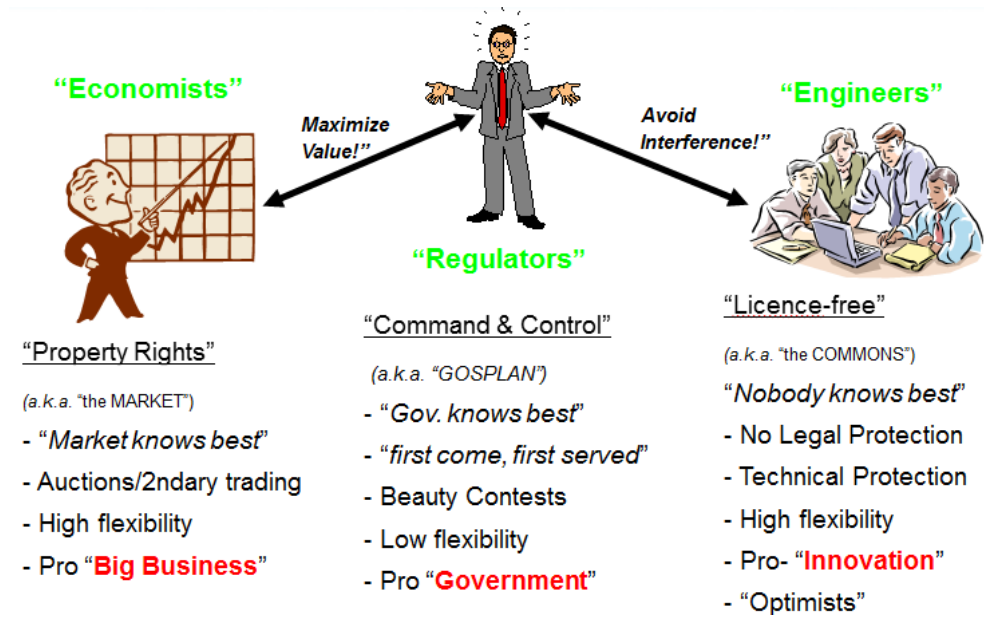 “Economists”
Maximize
Value!”
Avoid
Interference!”
“Engineers”
“Regulators”
“Property Rights”
(a.k.a. “the MARKET”)
- “Market knows best”
- Auctions/2ndary trading
- High flexibility
- Pro “Big Business”
“Command & Control”
(a.k.a. “GOSPLAN”)
- “Gov. knows best”
- “first come, first served”
- Beauty Contests
- Low flexibility
- Pro “Government”
“Licence-free”
(a.k.a. “the COMMONS”)
“Nobody knows best”
- No Legal Protection
- Technical Protection
- High flexibility
- Pro- “Innovation”
- “Optimists”